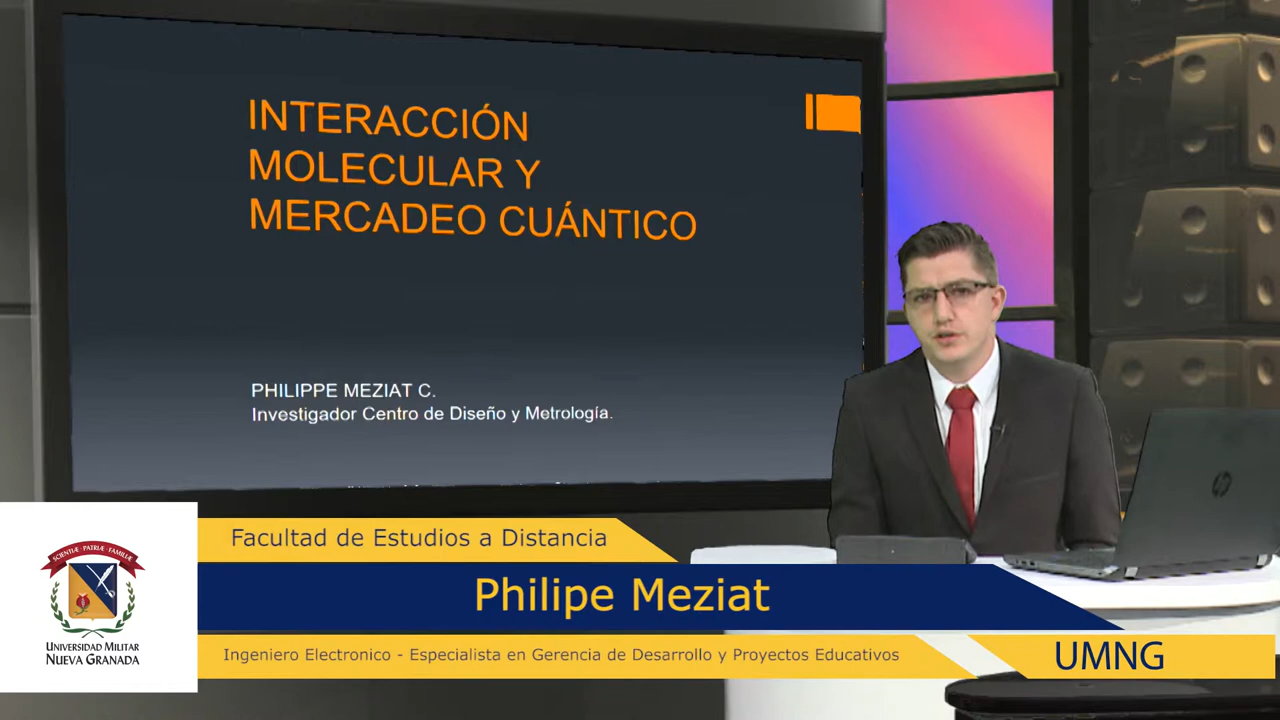 INTERACCIÓN
MOLECULAR Y
MERCADEO CUÁNTICO
PHILIPPE MEZIAT C.
Investigador Centro de Diseño y Metrología.
Facultad de Estudios a Distancia
Philipe Meziat
Ingeniero Electronico - Especialista en Gerencia de Desarrollo y Proyectos Educativos
UMNG
SCIENTIÆ · PATRIÆ · FAMILIÆ
UNIVERSIDAD MILITAR
NUEVA GRANADA
hp